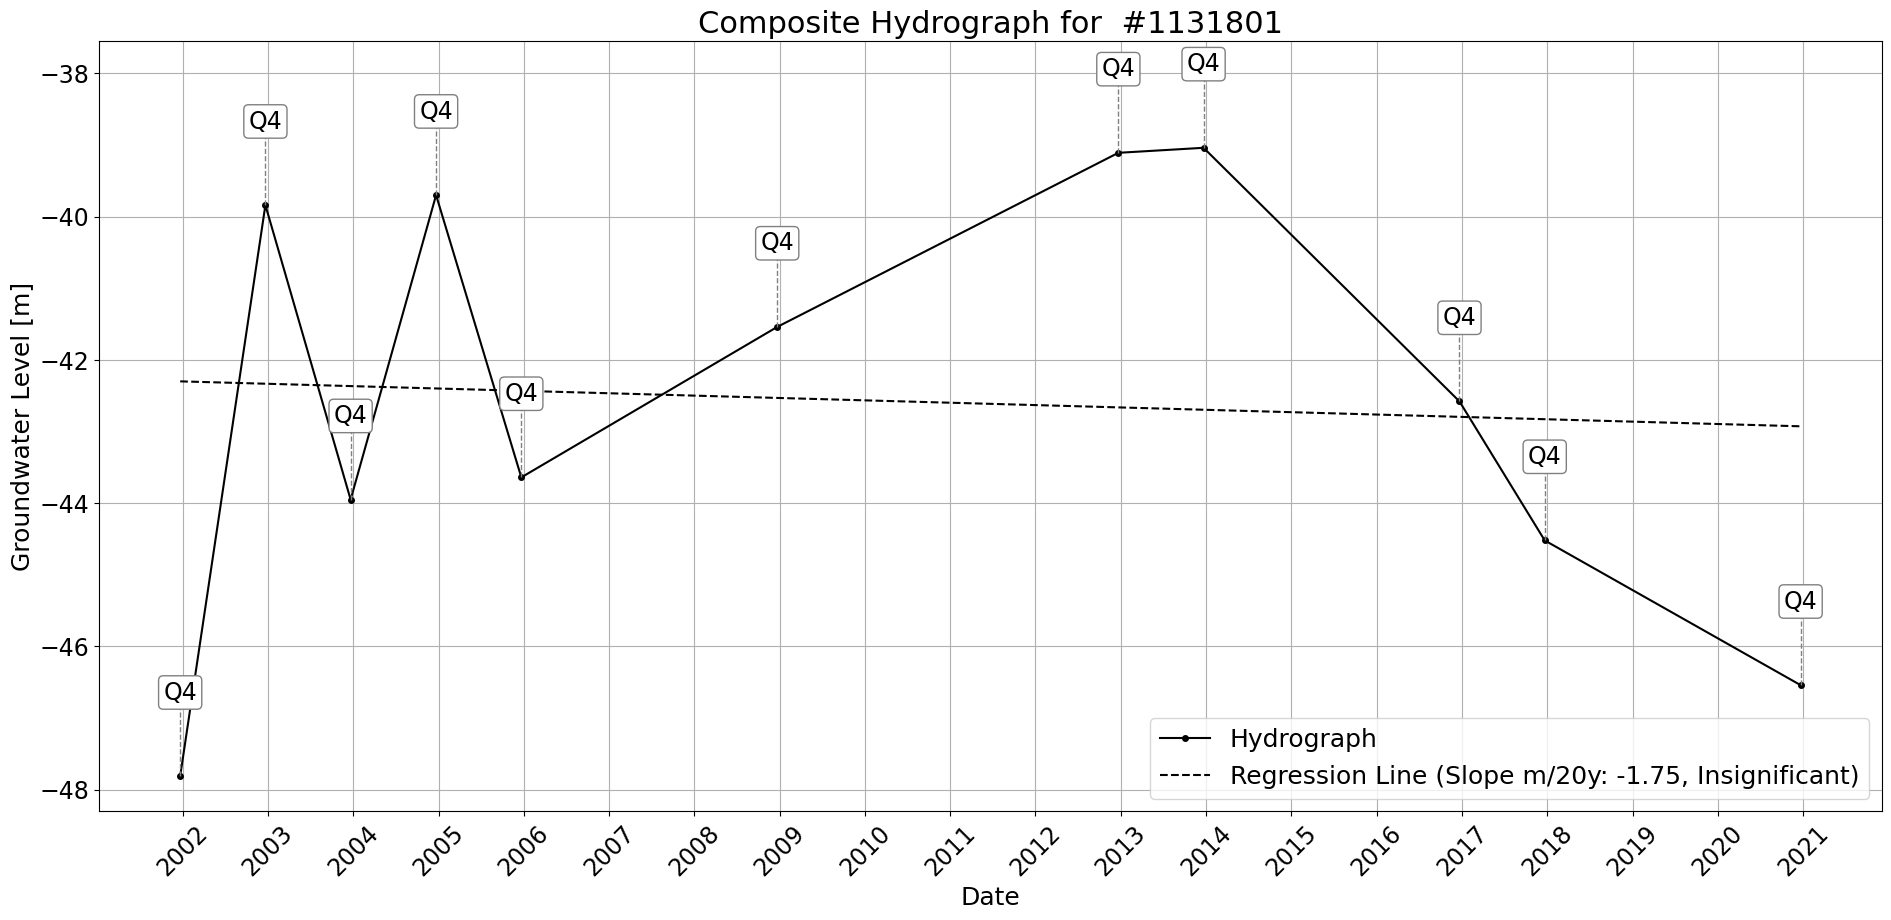 Composite Hydrograph for  #1131801
Groundwater Level [m]
−38
−40
−42
−44
−46
−48
Q4
Q4
Q4
Q4
Q4
Q4
Q4
Q4
Q4
Q4
Q4
Hydrograph
Regression Line (Slope m/20y: -1.75, Insignificant)
2002
2003
2004
2005
2006
2007
2008
2009
2010
2011
2012
2013
2014
2015
2016
2017
2018
2019
2020
2021
Date